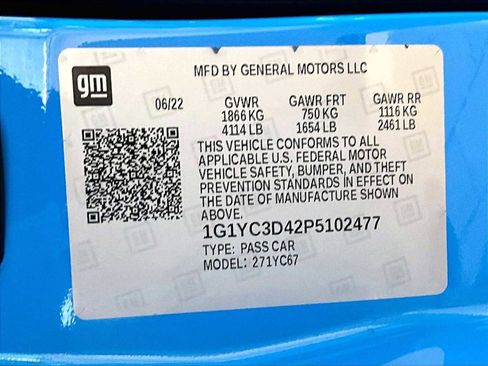 gm
MFD BY GENERAL MOTORS LLC
06/22 GVWR GAWR FRT GAWR RR
1866 KG 750 KG 1116 KG
4114 LB 1654 LB 2461 LB
THIS VEHICLE CONFORMS TO ALL
APPLICABLE U.S. FEDERAL MOTOR
VEHICLE SAFETY, BUMPER, AND THEFT
PREVENTION STANDARDS IN EFFECT ON
THE DATE OF MANUFACTURE SHOWN
ABOVE.
1G1YC3D42P5102477
TYPE: PASS CAR
MODEL: 271YC67